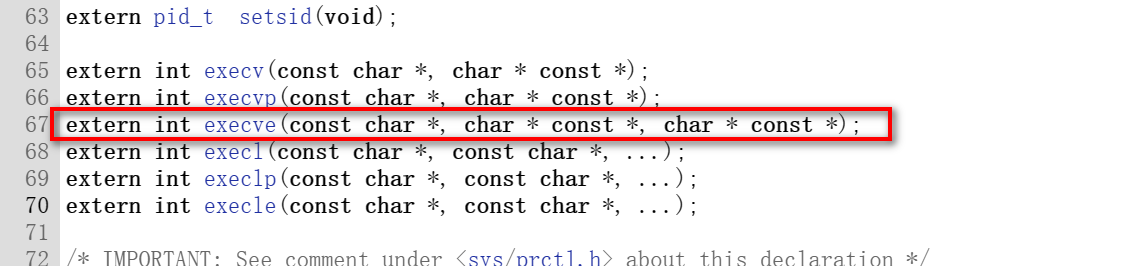 63 extern pid_t  setsid(void);
64
65 extern int execv(const char *, char * const *);
66 extern int execvp(const char *, char * const *);
67 extern int execve(const char *, char * const *, char * const *);
68 extern int execl(const char *, const char *, ...);
69 extern int execlp(const char *, const char *, ...);
70 extern int execle(const char *, const char *, ...);
71
72 /* IMPORTANT: See comment under <sys/prctl.h> about this declaration */